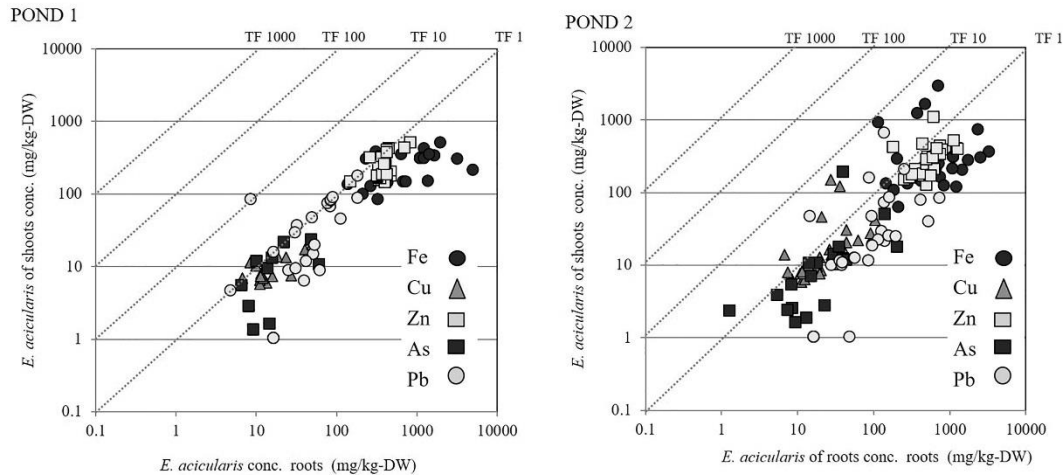 POND 1
TF 1000 TF 100 TF 10 TF 1
10000
1000
100
10
1
0.1
E. acicularis of shoots conc. (mg/kg-DW)
Fe
Cu
Zn
As
Pb
0.1 1 10 100 1000 10000
E. acicularis conc. roots (mg/kg-DW)
POND 2
TF 1000 TF 100 TF 10 TF 1
10000
1000
100
10
1
0.1
E. acicularis of shoots conc. (mg/kg-DW)
Fe
Cu
Zn
As
Pb
0.1 1 10 100 1000 10000
E. acicularis of roots conc. roots (mg/kg-DW)